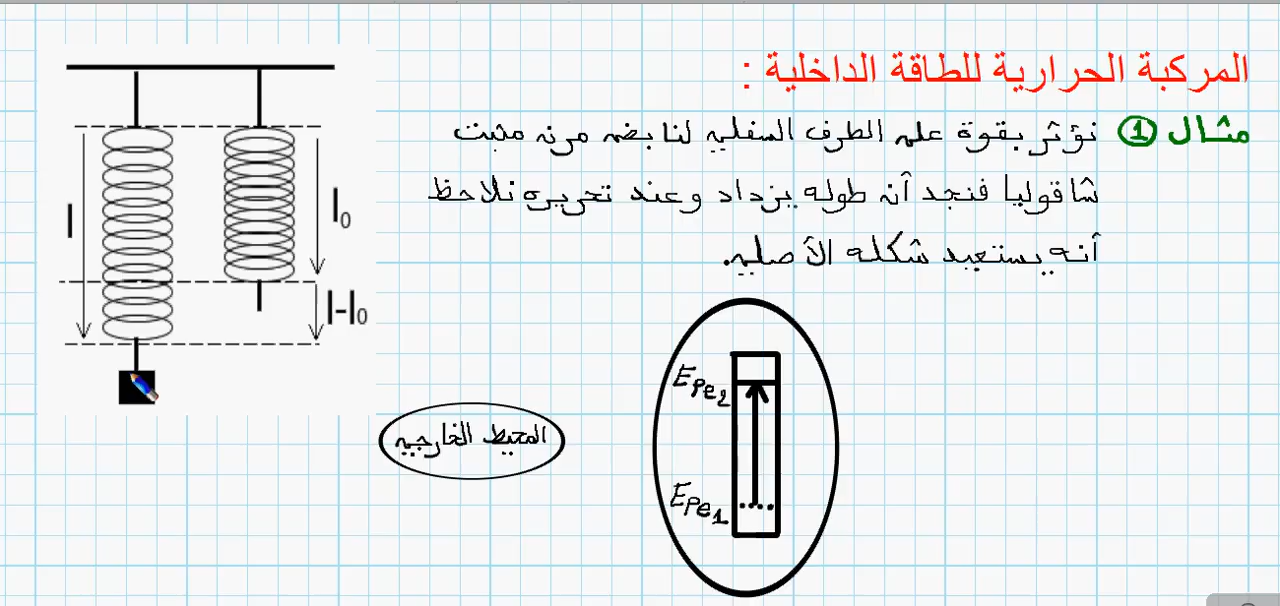 المركبة الحرارية للطاقة الداخلية :
مثال 1 نؤثر بقوة على الطرف السفلي لنابض مرن مثبت
شاقوليا فنجد أن طوله يزداد وعند تحريره نلاحظ
أنه يستعيد شكله الأصلي.
l
l0
l-l0
Epe2
المحيط الخارجي
Epe1